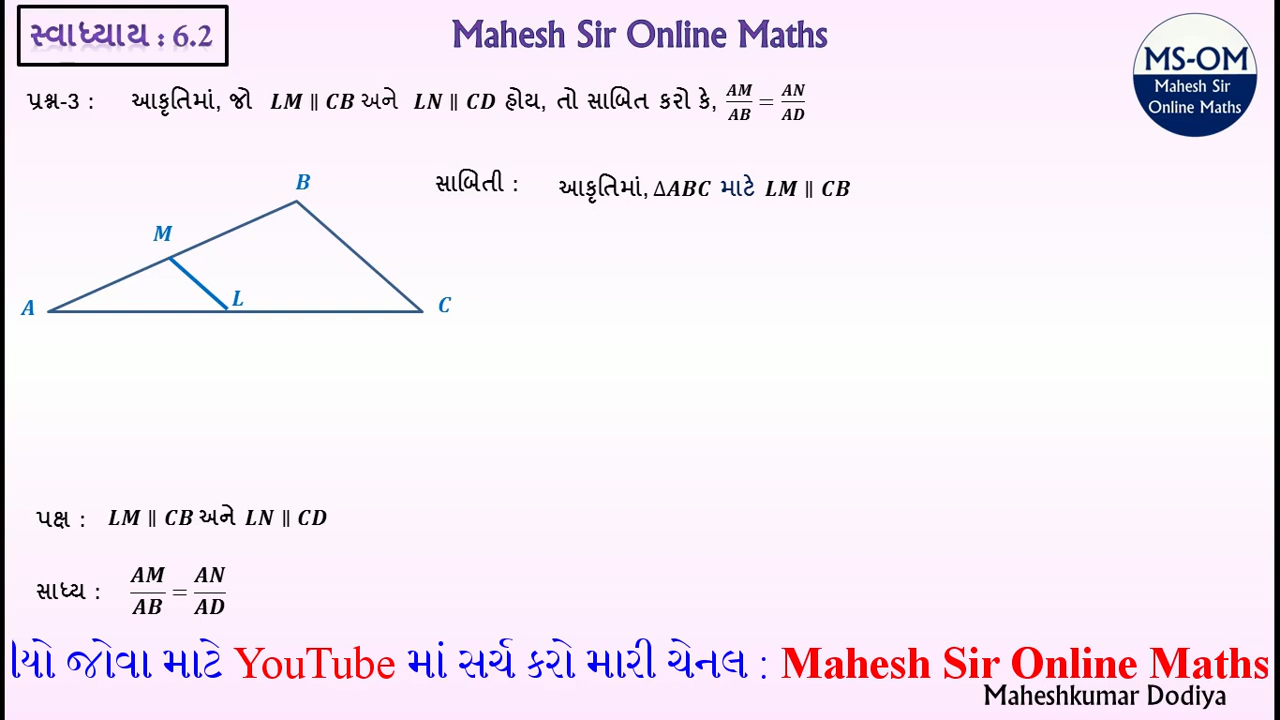 સ્વાધ્યાય : 6.2
Mahesh Sir Online Maths
MS-OM
Mahesh Sir
Online Maths
પ્રશ્ન-3 : આકૃતિમાં, જો LM ∥ CB અને LN ∥ CD હોય, તો સાબિત કરો કે, AM/AB = AN/AD
સાબિતી : આકૃતિમાં, ΔABC માટે LM ∥ CB
B
M
A
L
C
પક્ષ : LM ∥ CB અને LN ∥ CD
સાધ્ય : AM/AB = AN/AD
જોવા માટે YouTube માં સર્ચ કરો મારી ચેનલ : Mahesh Sir Online Maths
Maheshkumar Dodiya